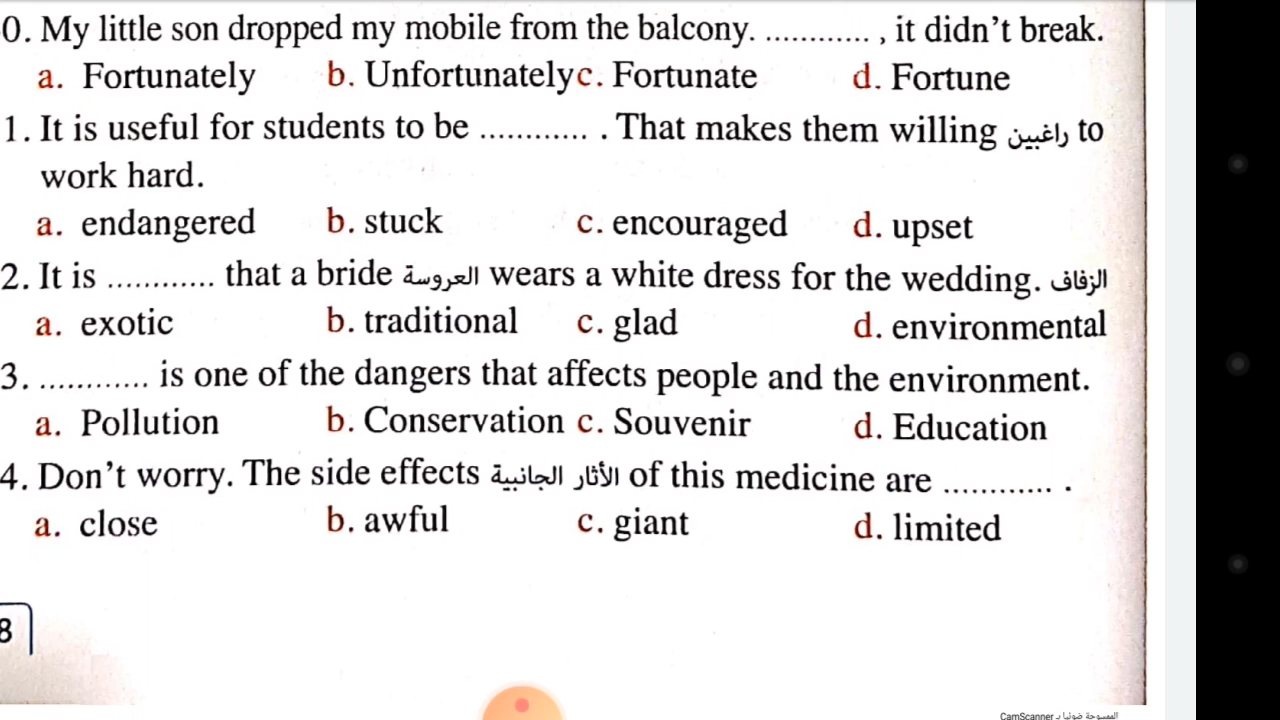 0. My little son dropped my mobile from the balcony. ............ , it didn’t break.
a. Fortunately b. Unfortunately c. Fortunate d. Fortune
1. It is useful for students to be ............ . That makes them willing راغبين to
work hard.
a. endangered b. stuck c. encouraged d. upset
2. It is ............ that a bride العروسة wears a white dress for the wedding. الزفاف
a. exotic b. traditional c. glad d. environmental
3. ............ is one of the dangers that affects people and the environment.
a. Pollution b. Conservation c. Souvenir d. Education
4. Don’t worry. The side effects الأثار الجانبية of this medicine are ............ .
a. close b. awful c. giant d. limited
8
الممسوحة ضوئيا بـ CamScanner